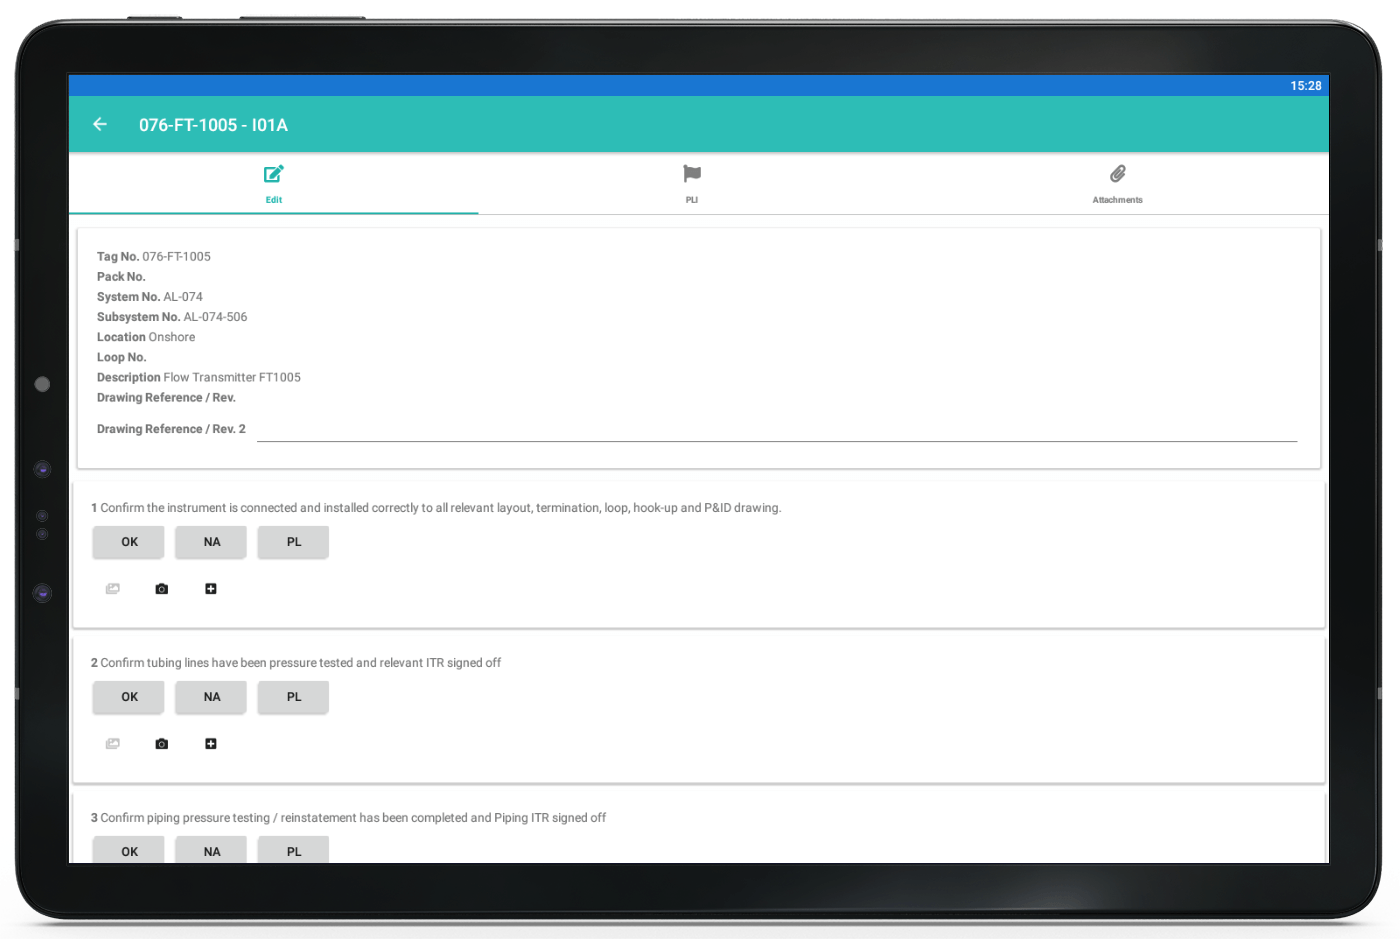 15:28
076-FT-1005 - I01A
Edit
PLI
Attachments
Tag No. 076-FT-1005
Pack No.
System No. AL-074
Subsystem No. AL-074-506
Location Onshore
Loop No.
Description Flow Transmitter FT1005
Drawing Reference / Rev.
Drawing Reference / Rev. 2
1 Confirm the instrument is connected and installed correctly to all relevant layout, termination, loop, hook-up and P&ID drawing.
OK NA PL
2 Confirm tubing lines have been pressure tested and relevant ITR signed off
OK NA PL
3 Confirm piping pressure testing / reinstatement has been completed and Piping ITR signed off
OK NA PL